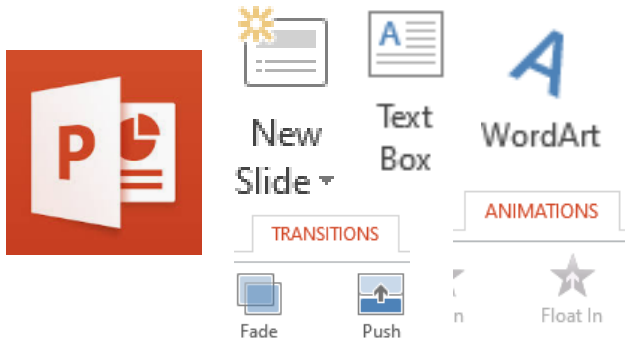 P
New
Slide
Text
Box
WordArt
TRANSITIONS
Fade
Push
ANIMATIONS
n
Float In